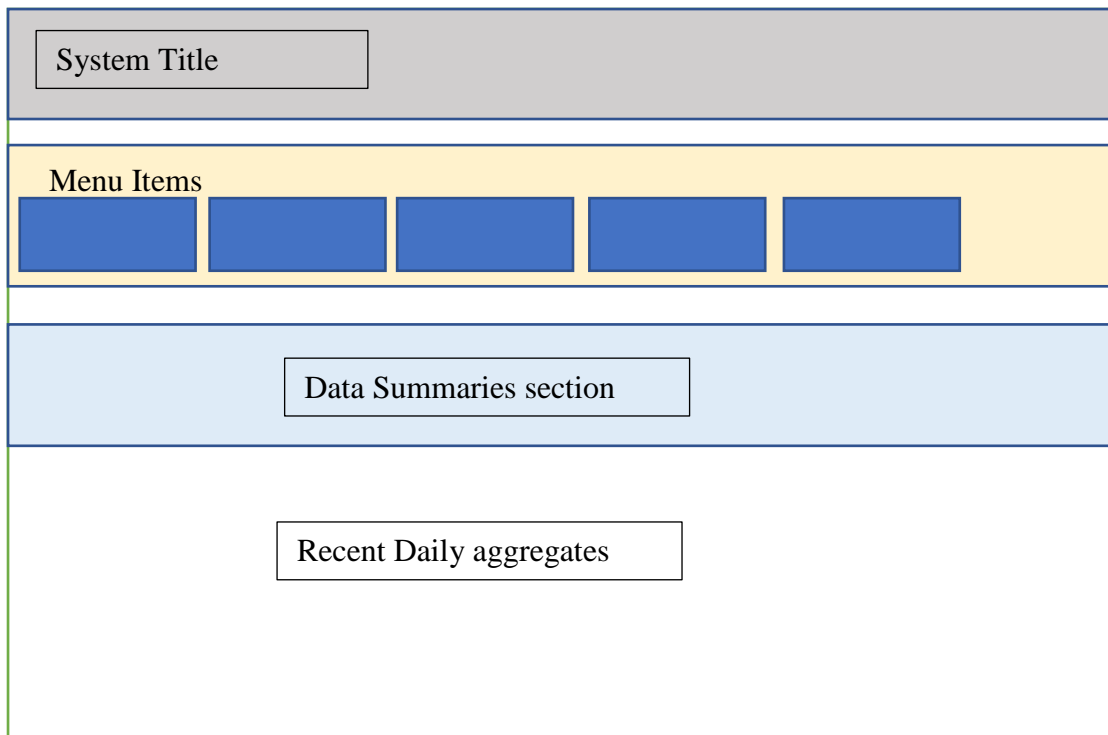 System Title
Menu Items
Data Summaries section
Recent Daily aggregates